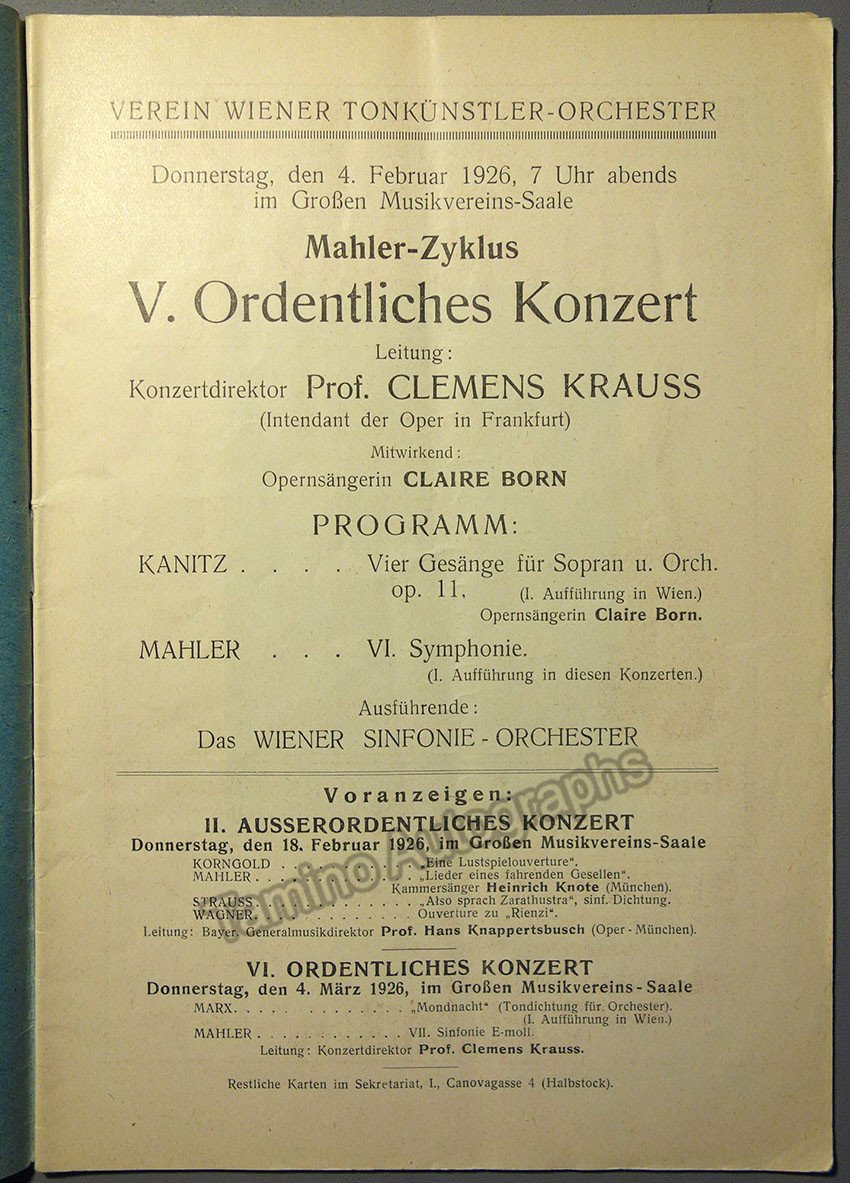 VEREIN WIENER TONKÜNSTLER-ORCHESTER
Donnerstag, den 4. Februar 1926, 7 Uhr abends
im Großen Musikvereins-Saale
Mahler-Zyklus
V. Ordentliches Konzert
Leitung:
Konzertdirektor Prof. CLEMENS KRAUSS
(Intendant der Oper in Frankfurt)
Mitwirkend:
Opernsängerin CLAIRE BORN
PROGRAMM:
KANITZ . . . . Vier Gesänge für Sopran u. Orch.
op. 11, (I. Aufführung in Wien.)
Opernsängerin Claire Born.
MAHLER . . . VI. Symphonie.
(I. Aufführung in diesen Konzerten.)
Ausführende:
Das WIENER SINFONIE-ORCHESTER
Voranzeigen:
II. AUSSERORDENTLICHES KONZERT
Donnerstag, den 18. Februar 1926, im Großen Musikvereins-Saale
KORNGOLD . . . . . . . . . . . „Eine Lustspielouverture“.
MAHLER . . . . . . . . . . . . . „Lieder eines fahrenden Gesellen“.
Kammersänger Heinrich Knote (München).
STRAUSS . . . . . . . . . . . . . „Also sprach Zarathustra“, sinf. Dichtung.
WAGNER . . . . . . . . . . . . . Ouverture zu „Rienzi“.
Leitung: Bayer. Generalmusikdirektor Prof. Hans Knappertsbusch (Oper-München).
VI. ORDENTLICHES KONZERT
Donnerstag, den 4. März 1926, im Großen Musikvereins-Saale
MARX . . . . . . . . . . . . . . „Mondnacht“ (Tondichtung für Orchester).
(I. Aufführung in Wien.)
MAHLER . . . . . . . . . . . . VII. Sinfonie E-moll.
Leitung: Konzertdirektor Prof. Clemens Krauss.
Restliche Karten im Sekretariat, I., Canovagasse 4 (Halbstock).
Tamino Autographs